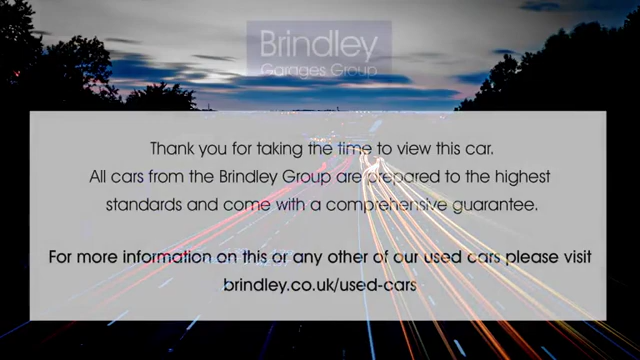 Brindley
Garages Group
Thank you for taking the time to view this car.
All cars from the Brindley Group are prepared to the highest
standards and come with a comprehensive guarantee.
For more information on this or any other of our used cars please visit
brindley.co.uk/used-cars